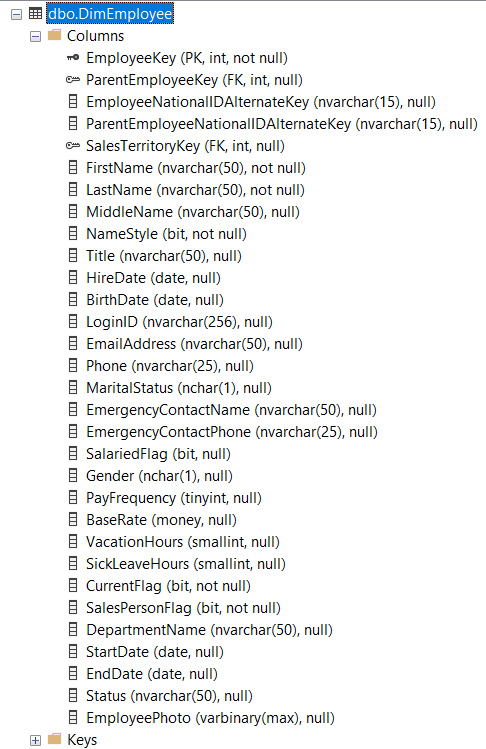 dbo.DimEmployee
Columns
EmployeeKey (PK, int, not null)
ParentEmployeeKey (FK, int, null)
EmployeeNationalIDAlternateKey (nvarchar(15), null)
ParentEmployeeNationalIDAlternateKey (nvarchar(15), null)
SalesTerritoryKey (FK, int, null)
FirstName (nvarchar(50), not null)
LastName (nvarchar(50), not null)
MiddleName (nvarchar(50), null)
NameStyle (bit, not null)
Title (nvarchar(50), null)
HireDate (date, null)
BirthDate (date, null)
LoginID (nvarchar(256), null)
EmailAddress (nvarchar(50), null)
Phone (nvarchar(25), null)
MaritalStatus (nchar(1), null)
EmergencyContactName (nvarchar(50), null)
EmergencyContactPhone (nvarchar(25), null)
SalariedFlag (bit, null)
Gender (nchar(1), null)
PayFrequency (tinyint, null)
BaseRate (money, null)
VacationHours (smallint, null)
SickLeaveHours (smallint, null)
CurrentFlag (bit, not null)
SalesPersonFlag (bit, not null)
DepartmentName (nvarchar(50), null)
StartDate (date, null)
EndDate (date, null)
Status (nvarchar(50), null)
EmployeePhoto (varbinary(max), null)
Keys